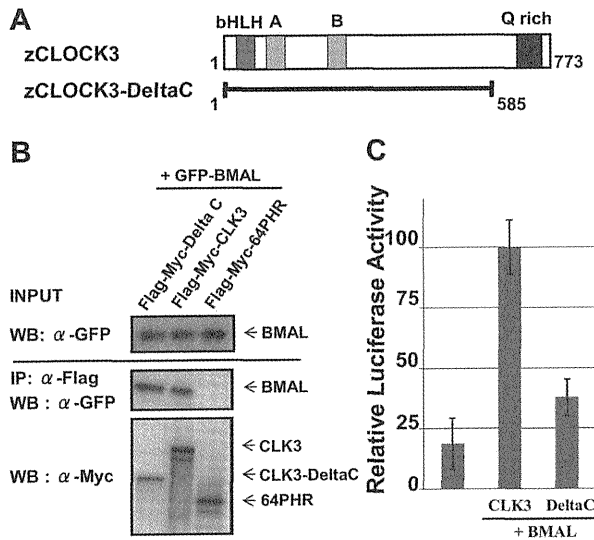 A
bHLH A B Q rich
zCLOCK3
1 773
zCLOCK3-DeltaC
1 585
B
+ GFP-BMAL
Flag-Myc-Delta C
Flag-Myc-CLK3
Flag-Myc-64PHR
INPUT
WB: α-GFP
← BMAL
IP: α-Flag
WB : α-GFP
← BMAL
WB : α-Myc
← CLK3
← CLK3-DeltaC
← 64PHR
C
Relative Luciferase Activity
100
75
50
25
0
CLK3 DeltaC
+ BMAL